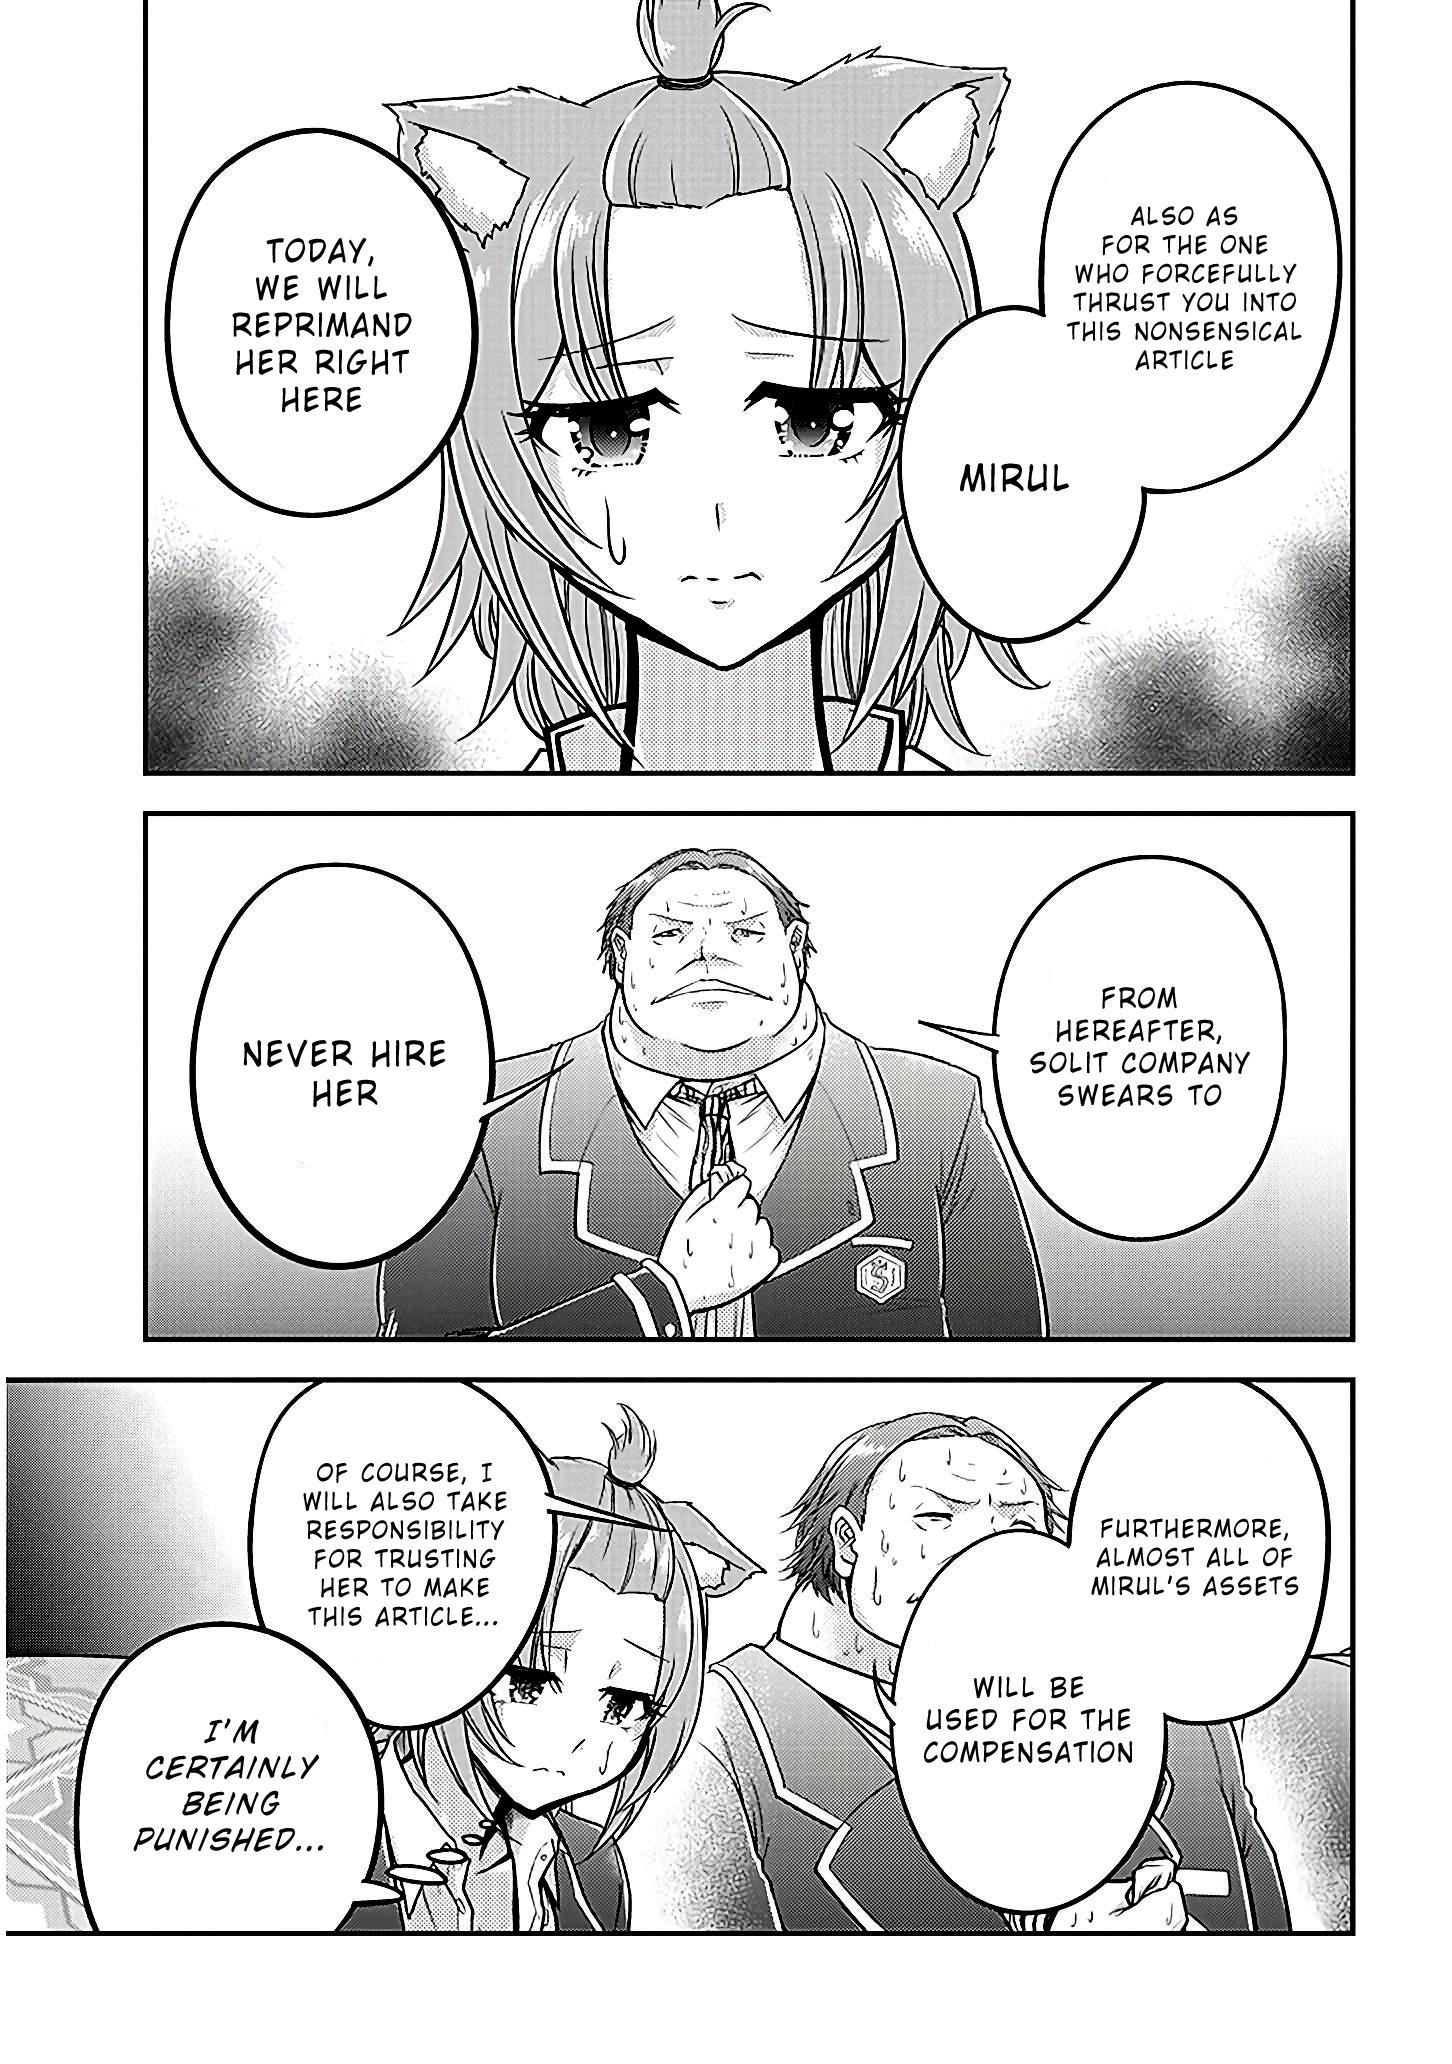 ALSO AS
FOR THE ONE
WHO FORCEFULLY
THRUST YOU INTO
THIS NONSENSICAL
ARTICLE
MIRUL
TODAY,
WE WILL
REPRIMAND
HER RIGHT
HERE
FROM
HEREAFTER,
SOLIT COMPANY
SWEARS TO
NEVER HIRE
HER
S
FURTHERMORE,
ALMOST ALL OF
MIRUL'S ASSETS
WILL BE
USED FOR THE
COMPENSATION
OF COURSE, I
WILL ALSO TAKE
RESPONSIBILITY
FOR TRUSTING
HER TO MAKE
THIS ARTICLE...
I'M
CERTAINLY
BEING
PUNISHED...